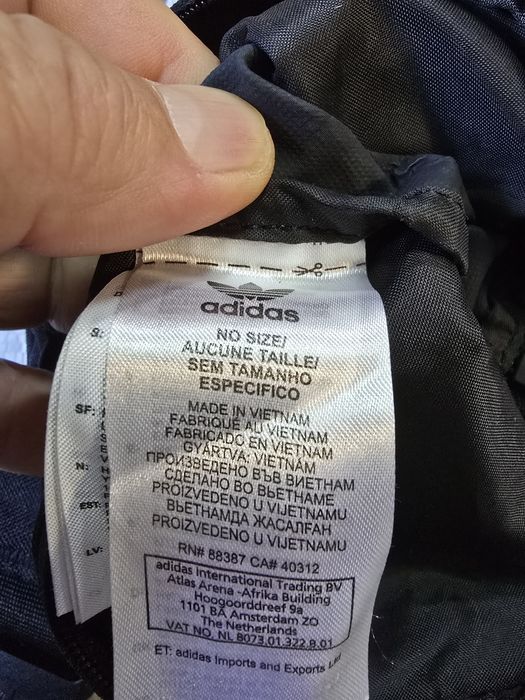 adidas
NO SIZE/
AUCUNE TAILLE/
SEM TAMANHO
ESPECIFICO
MADE IN VIETNAM
FABRIQUÉ AU VIETNAM
FABRICADO EN VIETNAM
GYÁRTVA: VIETNAM
ПРОИЗВЕДЕНО ВЪВ ВИЕТНАМ
СДЕЛАНО ВО ВЬЕТНАМЕ
PROIZVEDENO U VIJETNAMU
ВЬЕТНАМДА ЖАСАЛҒАН
PROIZVEDENO U VIJETNAMU
RN# 88387 CA# 40312
adidas International Trading BV
Atlas Arena -Afrika Building
Hoogoorddreef 9a
1101 BA Amsterdam ZO
The Netherlands
VAT NO. NL 8073.01.322.B.01
ET: adidas Imports and Exports
S:
SF:
N:
EST:
LV: